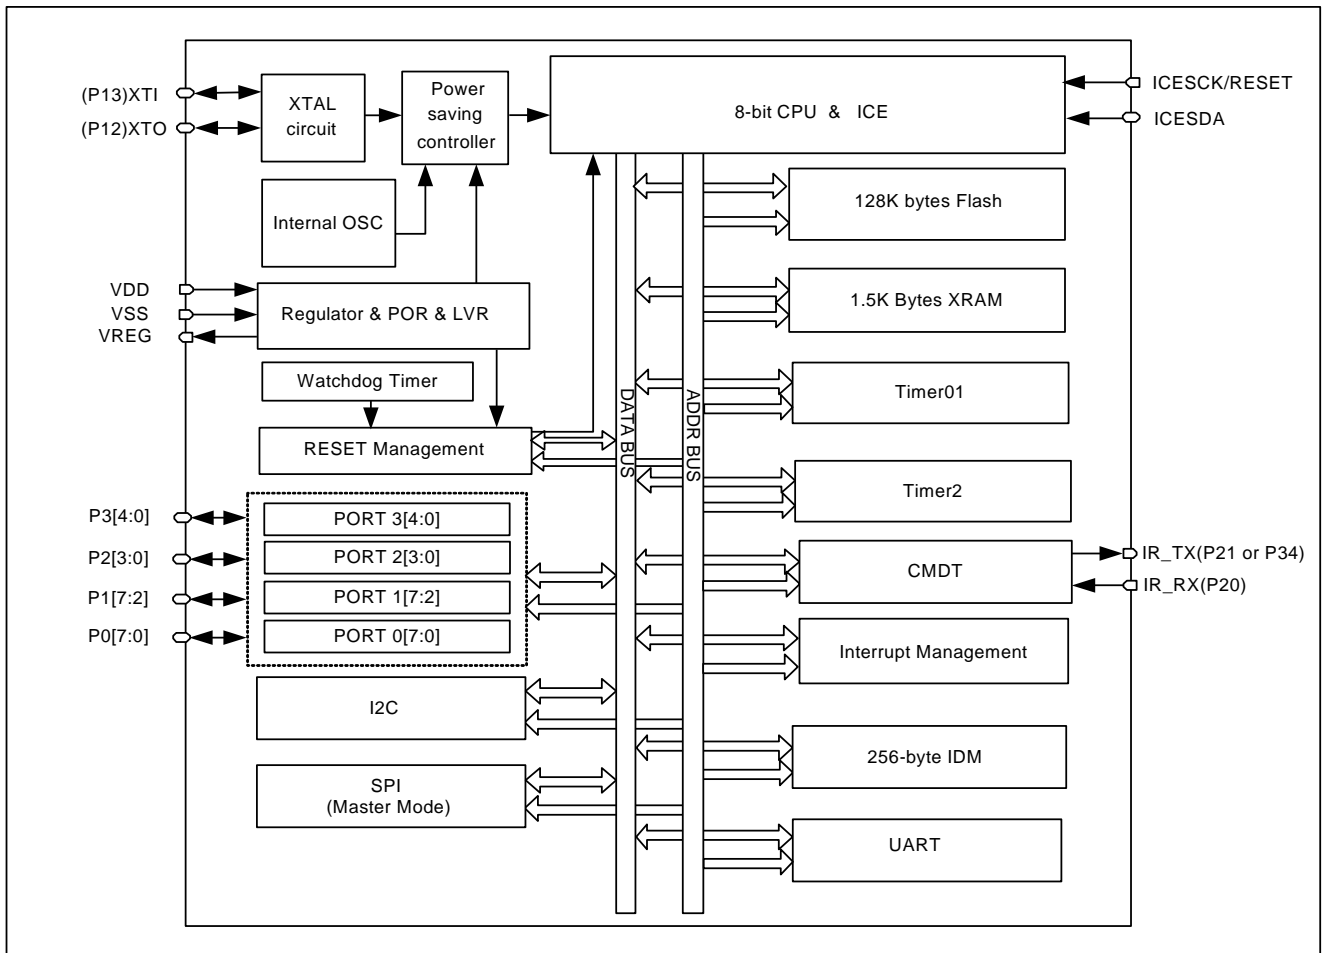 (P13)XTI
(P12)XTO
XTAL
circuit
Power
saving
controller
8-bit CPU & ICE
ICESCK/RESET
ICESDA
Internal OSC
128K bytes Flash
VDD
VSS
VREG
Regulator & POR & LVR
1.5K Bytes XRAM
Watchdog Timer
Timer01
DATA BUS
ADDR BUS
RESET Management
Timer2
P3[4:0]
P2[3:0]
P1[7:2]
P0[7:0]
PORT 3[4:0]
PORT 2[3:0]
PORT 1[7:2]
PORT 0[7:0]
CMDT
IR_TX(P21 or P34)
IR_RX(P20)
Interrupt Management
I2C
256-byte IDM
SPI
(Master Mode)
UART